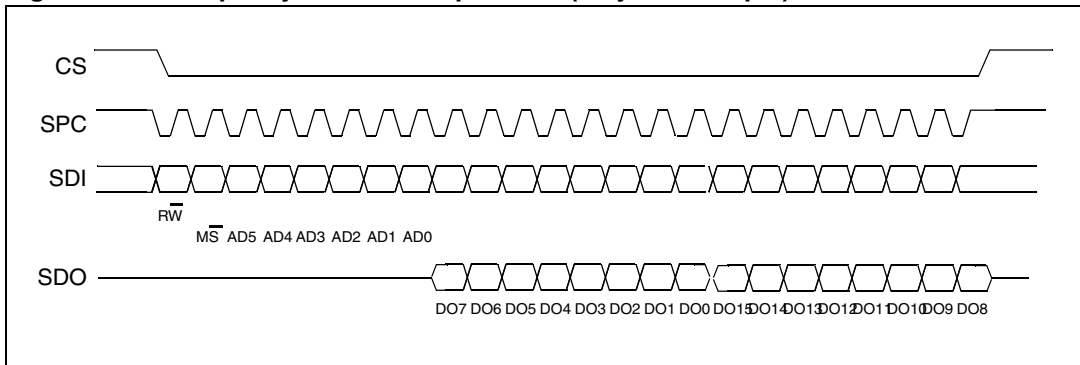 CS
SPC
SDI
RW
MS AD5 AD4 AD3 AD2 AD1 AD0
SDO
DO7 DO6 DO5 DO4 DO3 DO2 DO1 DO0 DO15 DO14 DO13 DO12 DO11 DO10 DO9 DO8